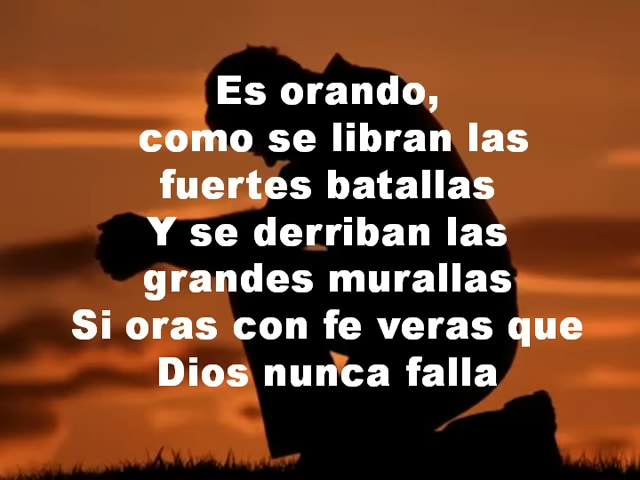 Es orando,
como se libran las
fuertes batallas
Y se derriban las
grandes murallas
Si oras con fe veras que
Dios nunca falla